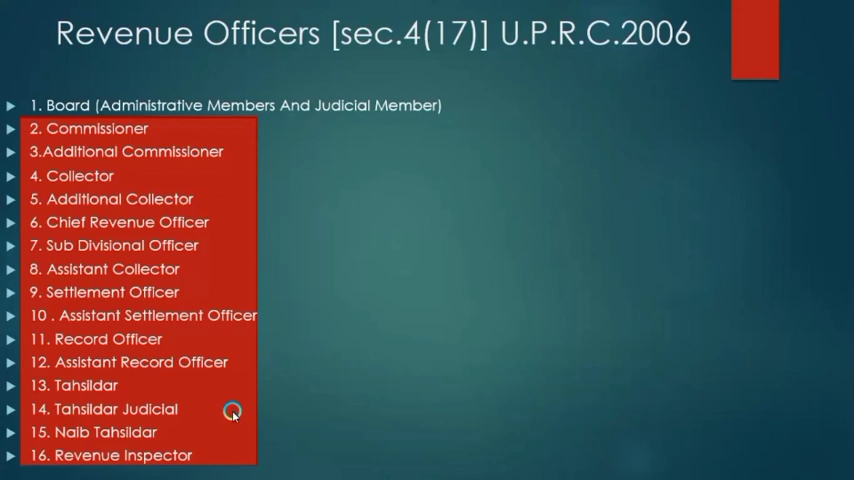 Revenue Officers [sec.4(17)] U.P.R.C.2006
1. Board (Administrative Members And Judicial Member)
2. Commissioner
3.Additional Commissioner
4. Collector
5. Additional Collector
6. Chief Revenue Officer
7. Sub Divisional Officer
8. Assistant Collector
9. Settlement Officer
10 . Assistant Settlement Officer
11. Record Officer
12. Assistant Record Officer
13. Tahsildar
14. Tahsildar Judicial
15. Naib Tahsildar
16. Revenue Inspector